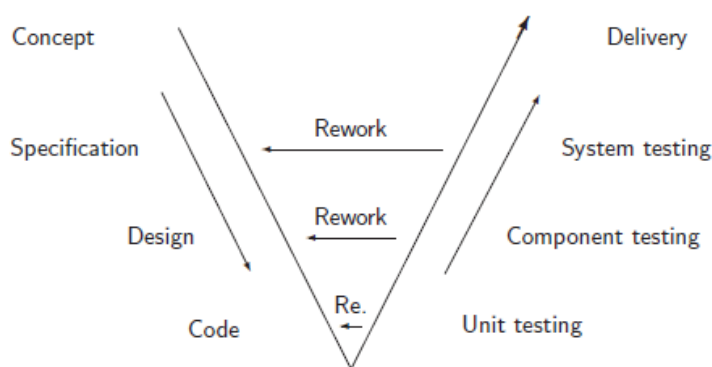 Concept
Delivery
Rework
Specification
System testing
Rework
Design
Component testing
Re.
Code
Unit testing